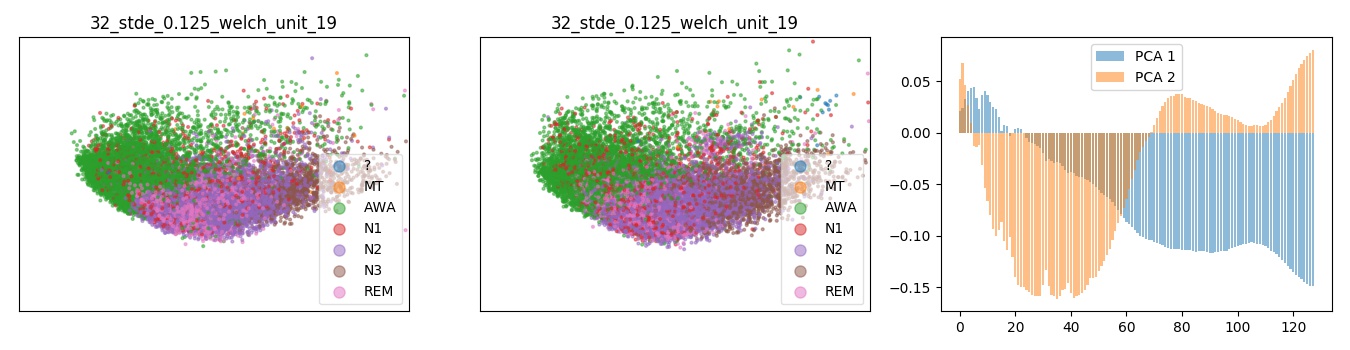 32_stde_0.125_welch_unit_19
?
MT
AWA
N1
N2
N3
REM
32_stde_0.125_welch_unit_19
?
MT
AWA
N1
N2
N3
REM
PCA 1
PCA 2
0.05
0.00
−0.05
−0.10
−0.15
0 20 40 60 80 100 120